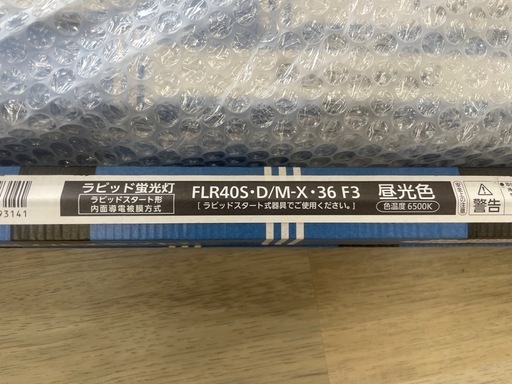 ラピッド蛍光灯
ラピッドスタート形
内面導電被膜方式
FLR40S・D/M-X・36 F3
[ ラピッドスタート式器具でご使用ください。]
昼光色
色温度 6500K
警告
93141